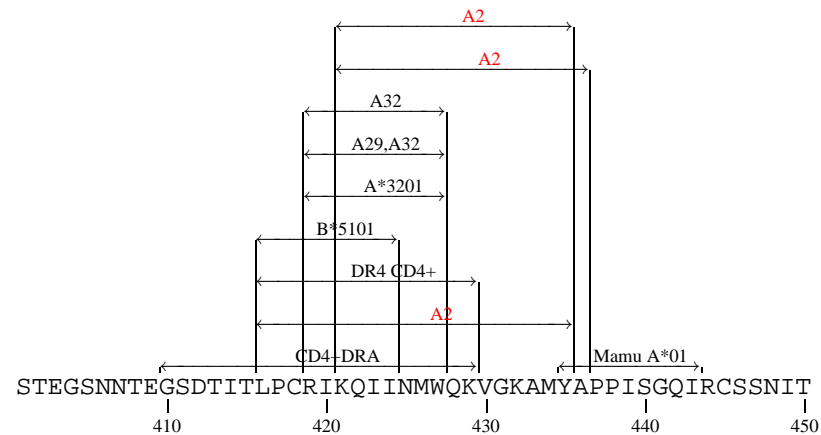 A2
A2
A32
A29,A32
A*3201
B*5101
DR4 CD4+
A2
CD4+DRA Mamu A*01
STEGSNNTEGSDTITLPCRIKQIINMWQKVGKAMYAPPISGQIRCSSNIT
410 420 430 440 450